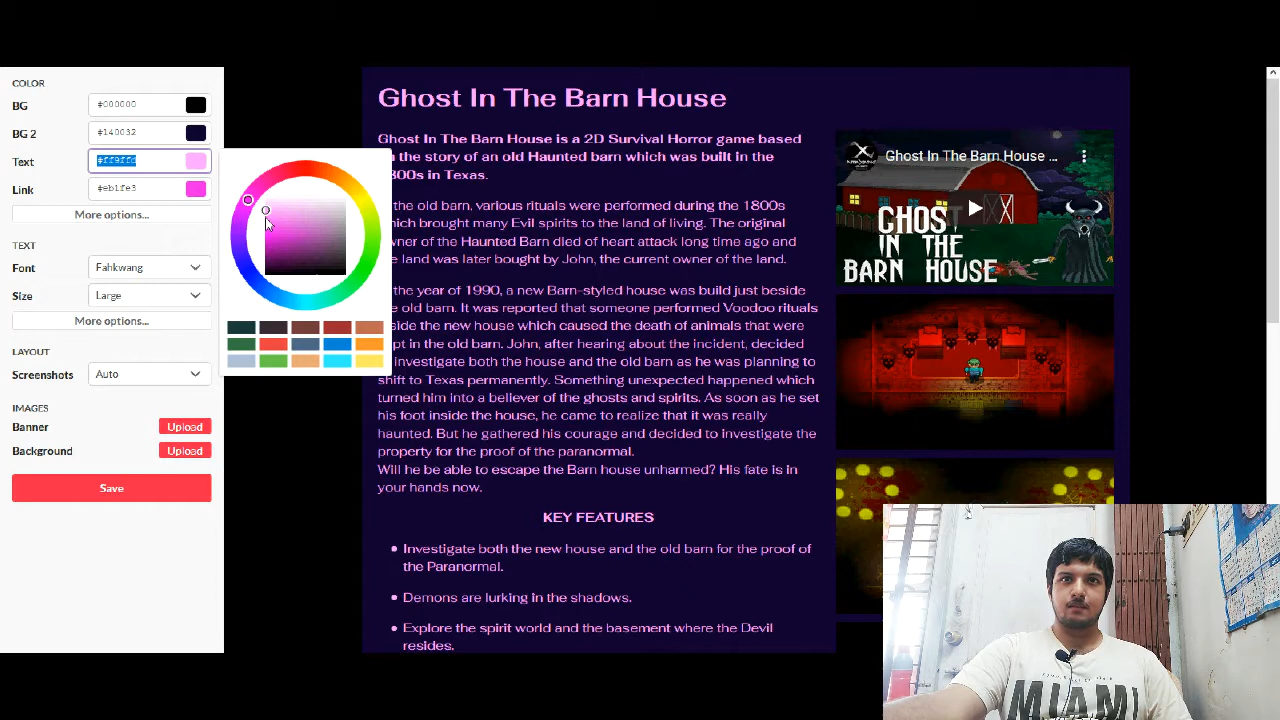 COLOR
BG
#000000
BG 2
#140032
Text
#ff9ffd
Link
#eb1fe3
More options...
TEXT
Font
Fahkwang
Size
Large
More options...
LAYOUT
Screenshots
Auto
IMAGES
Banner
Upload
Background
Upload
Save
Ghost In The Barn House
Ghost In The Barn House is a 2D Survival Horror game based
n the story of an old Haunted barn which was built in the
800s in Texas.
the old barn, various rituals were performed during the 1800s
hich brought many Evil spirits to the land of living. The original
wner of the Haunted Barn died of heart attack long time ago and
e land was later bought by John, the current owner of the land.
the year of 1990, a new Barn-styled house was build just beside
e old barn. It was reported that someone performed Voodoo rituals
side the new house which caused the death of animals that were
pt in the old barn. John, after hearing about the incident, decided
investigate both the house and the old barn as he was planning to
shift to Texas permanently. Something unexpected happened which
turned him into a believer of the ghosts and spirits. As soon as he set
his foot inside the house, he came to realize that it was really
haunted. But he gathered his courage and decided to investigate the
property for the proof of the paranormal.
Will he be able to escape the Barn house unharmed? His fate is in
your hands now.
KEY FEATURES
• Investigate both the new house and the old barn for the proof of
the Paranormal.
• Demons are lurking in the shadows.
• Explore the spirit world and the basement where the Devil
resides.
Ghost In The Barn House ...
GHOST
IN THE
BARN HOUSE
MIAMI